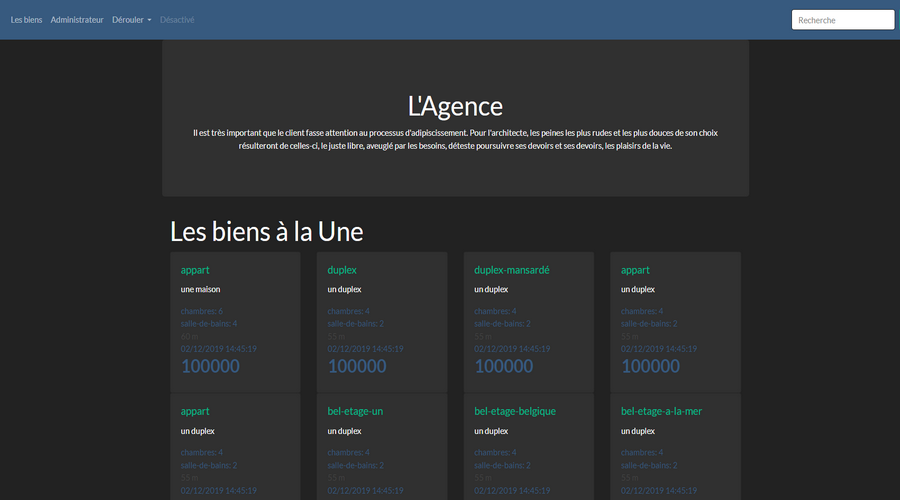 Les biens Administrateur Dérouler Désactivé Recherche
L'Agence
Il est très important que le client fasse attention au processus d'adipiscissement. Pour l'architecte, les peines les plus rudes et les plus douces de son choix
résulteront de celles-ci, le juste libre, aveuglé par les besoins, déteste poursuivre ses devoirs et ses devoirs, les plaisirs de la vie.
Les biens à la Une
appart
une maison
chambres: 6
salle-de-bains: 4
60 m
02/12/2019 14:45:19
100000
duplex
un duplex
chambres: 4
salle-de-bains: 2
55 m
02/12/2019 14:45:19
100000
duplex-mansardé
un duplex
chambres: 4
salle-de-bains: 2
55 m
02/12/2019 14:45:19
100000
appart
un duplex
chambres: 4
salle-de-bains: 2
55 m
02/12/2019 14:45:19
100000
appart
un duplex
chambres: 4
salle-de-bains: 2
55 m
02/12/2019 14:45:19
bel-etage-un
un duplex
chambres: 4
salle-de-bains: 2
55 m
02/12/2019 14:45:19
bel-etage-belgique
un duplex
chambres: 4
salle-de-bains: 2
55 m
02/12/2019 14:45:19
bel-etage-a-la-mer
un duplex
chambres: 4
salle-de-bains: 2
55 m
02/12/2019 14:45:19